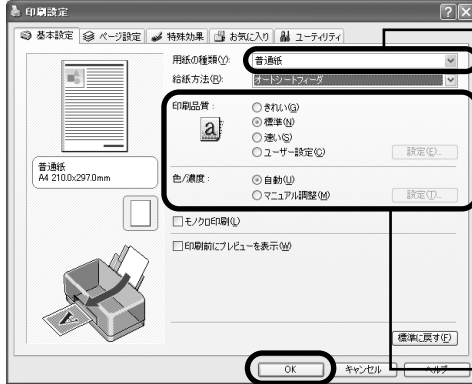 印刷設定
基本設定 ページ設定 特殊効果 お気に入り ユーティリティ
用紙の種類(Y): 普通紙
給紙方法(R): オートシートフィーダ
印刷品質: きれい(G)
標準(N)
速い(S)
ユーザー設定(C) 設定(E)...
普通紙
A4 210.0x297.0mm
色/濃度: 自動(U)
マニュアル調整(M) 設定(T)...
モノクロ印刷(L)
印刷前にプレビューを表示(W)
標準に戻す(F)
OK キャンセル ヘルプ